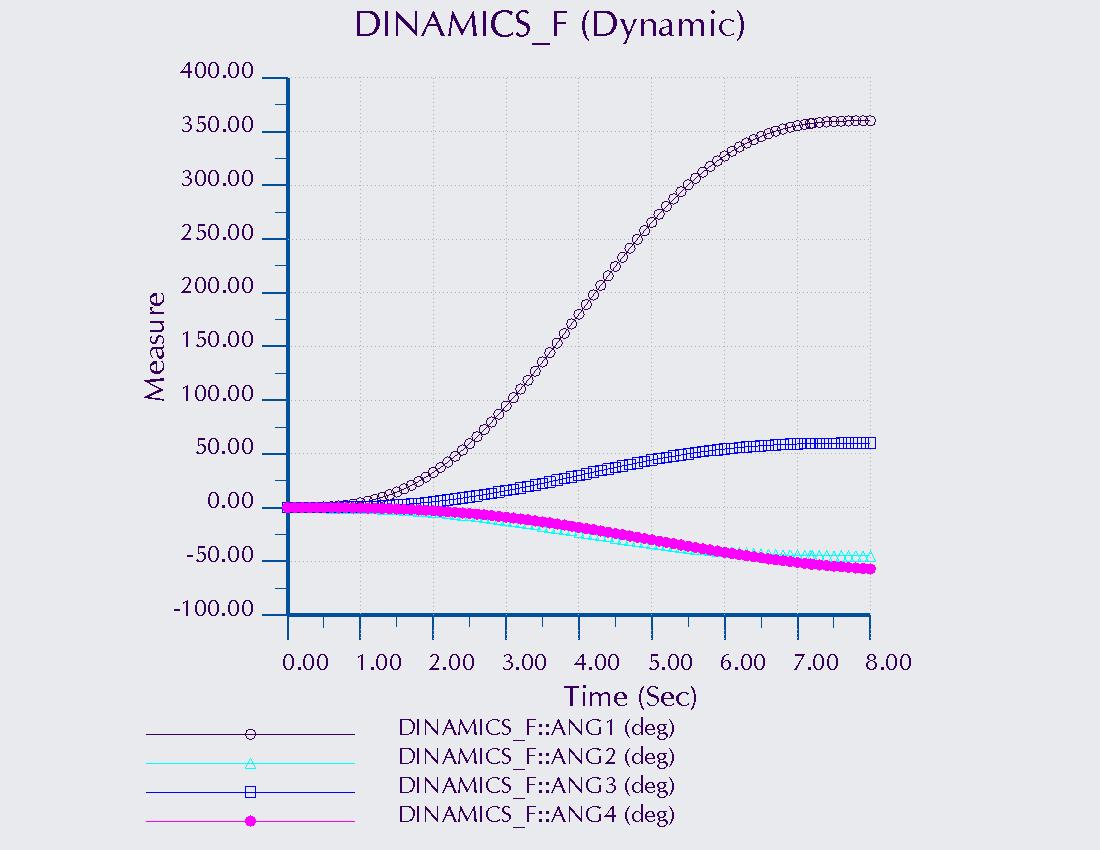 DINAMICS_F (Dynamic)
400.00
350.00
300.00
250.00
200.00
150.00
100.00
50.00
0.00
-50.00
-100.00
Measure
0.00 1.00 2.00 3.00 4.00 5.00 6.00 7.00 8.00
Time (Sec)
DINAMICS_F::ANG1 (deg)
DINAMICS_F::ANG2 (deg)
DINAMICS_F::ANG3 (deg)
DINAMICS_F::ANG4 (deg)